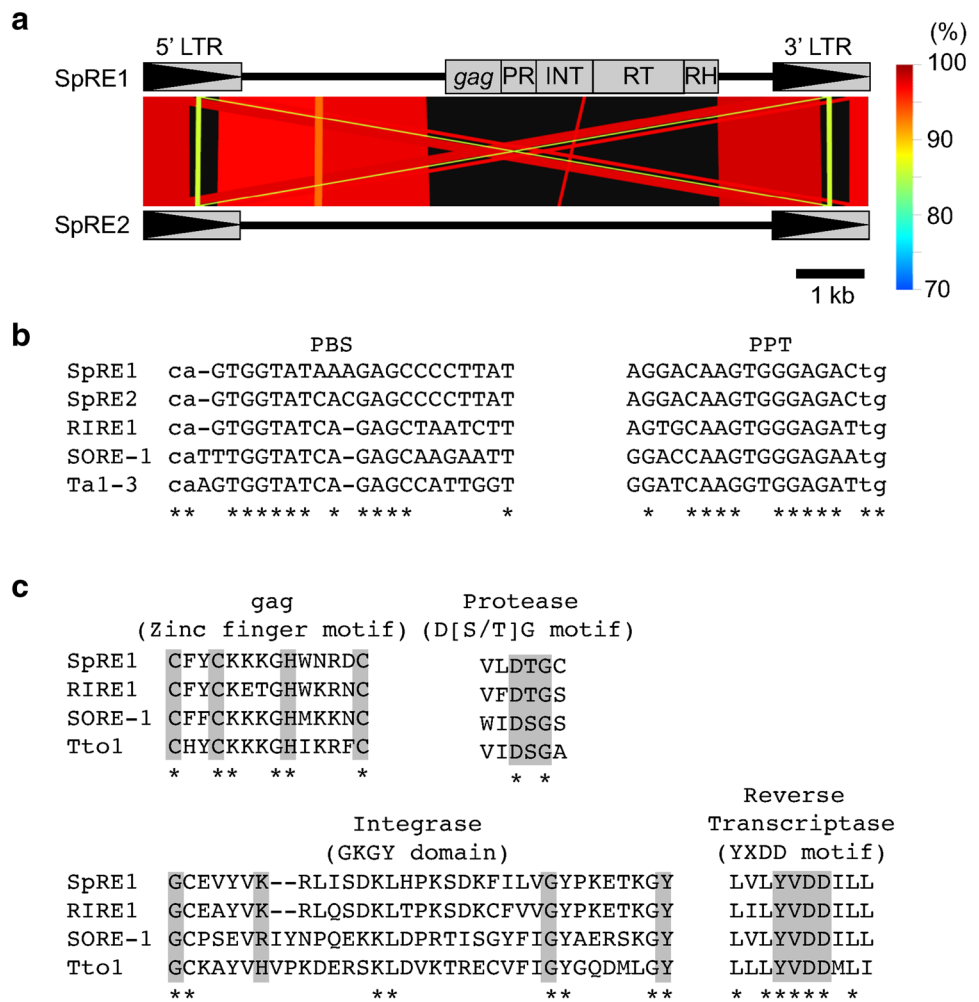 a
5' LTR 3' LTR (%)
SpRE1 gag PR INT RT RH 100
90
80
70
SpRE2
1 kb
b
PBS PPT
SpRE1 ca-GTGGTATAAAGAGCCCCTTAT AGGACAAGTGGGAGACtg
SpRE2 ca-GTGGTATCACGAGCCCCTTAT AGGACAAGTGGGAGACtg
RIRE1 ca-GTGGTATCA-GAGCTAATCTT AGTGCAAGTGGGAGATtg
SORE-1 caTTTGGTATCA-GAGCAAGAATT GGACCAAGTGGGAGAAtg
Ta1-3 caAGTGGTATCA-GAGCCATTGGT GGATCAAGGTGGAGATtg
** ****** * **** * * **** ***** **
c
gag Protease
(Zinc finger motif) (D[S/T]G motif)
SpRE1 CFYCKKKGHWNRDC VLDTGC
RIRE1 CFYCKETGHWKRNC VFDTGS
SORE-1 CFFCKKKGHMKKNC WIDSGS
Tto1 CHYCKKKGHIKRFC VIDSGA
* ** ** * * *
Integrase Reverse
(GKGY domain) Transcriptase
(YXDD motif)
SpRE1 GCEVYVK--RLISDKLHPKSDKFILVGYPKETKGY LVLYVDDILL
RIRE1 GCEAYVK--RLQSDKLTPKSDKCFVVGYPKETKGY LILYVDDILL
SORE-1 GCPSEVRIYNPQEKKLDPRTISGYFIGYAERSKGY LVLYVDDILL
Tto1 GCKAYVHVPKDERSKLDVKTRECVFIGYGQDMLGY LLLYVDDMLI
** ** ** ** * ***** *